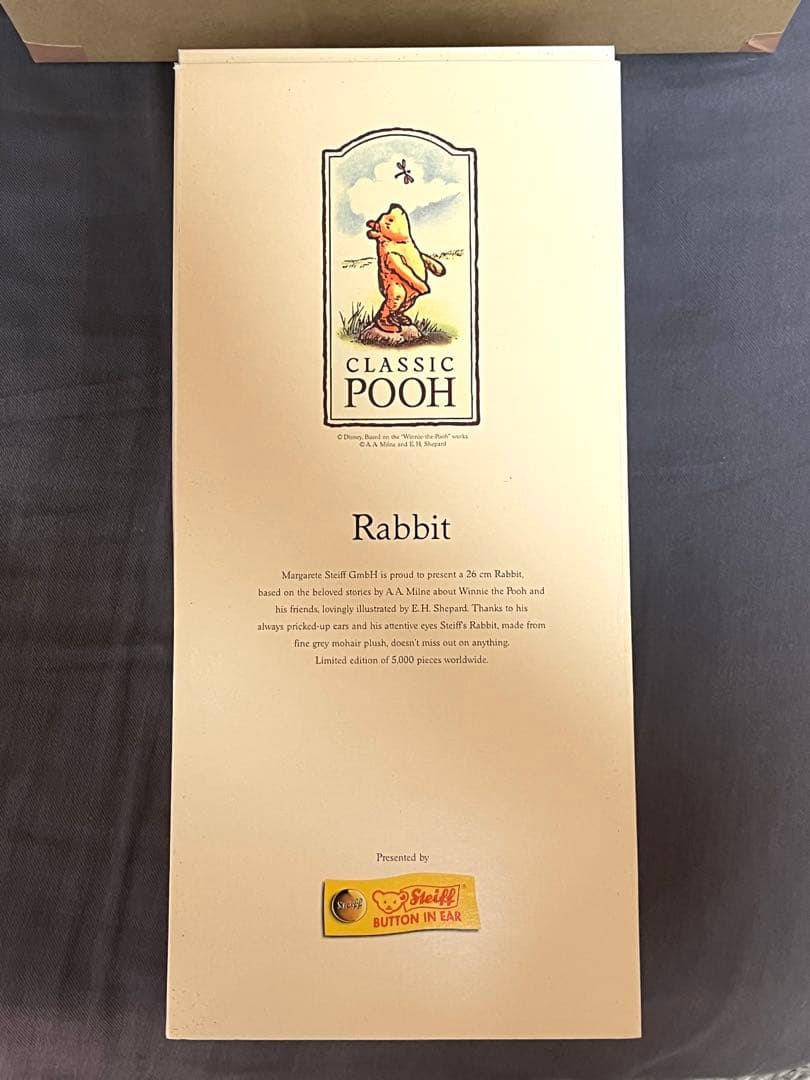 CLASSIC
POOH
© Disney. Based on the "Winnie-the-Pooh" works
© A.A. Milne and E.H. Shepard
Rabbit
Margarete Steiff GmbH is proud to present a 26 cm Rabbit,
based on the beloved stories by A.A. Milne about Winnie the Pooh and
his friends, lovingly illustrated by E.H. Shepard. Thanks to his
always pricked-up ears and his attentive eyes Steiff's Rabbit, made from
fine grey mohair plush, doesn't miss out on anything.
Limited edition of 5,000 pieces worldwide.
Presented by
Steiff
Steiff®
BUTTON IN EAR